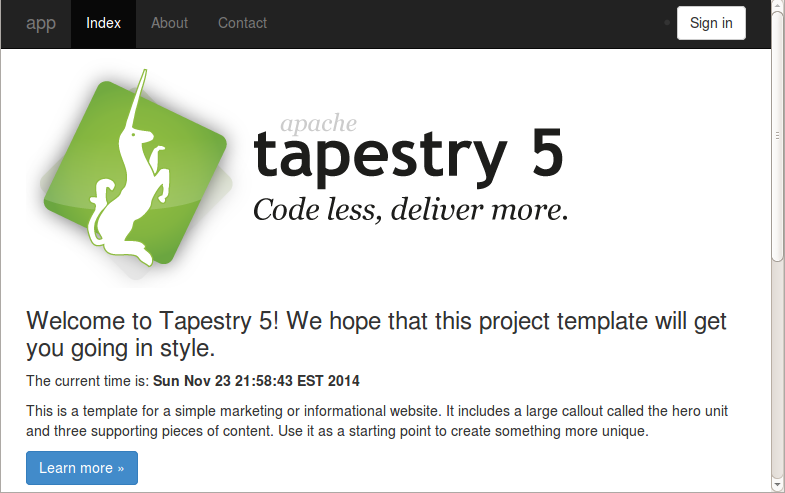 app Index About Contact Sign in
apache
tapestry 5
Code less, deliver more.
Welcome to Tapestry 5! We hope that this project template will get
you going in style.
The current time is: Sun Nov 23 21:58:43 EST 2014
This is a template for a simple marketing or informational website. It includes a large callout called the hero unit
and three supporting pieces of content. Use it as a starting point to create something more unique.
Learn more »